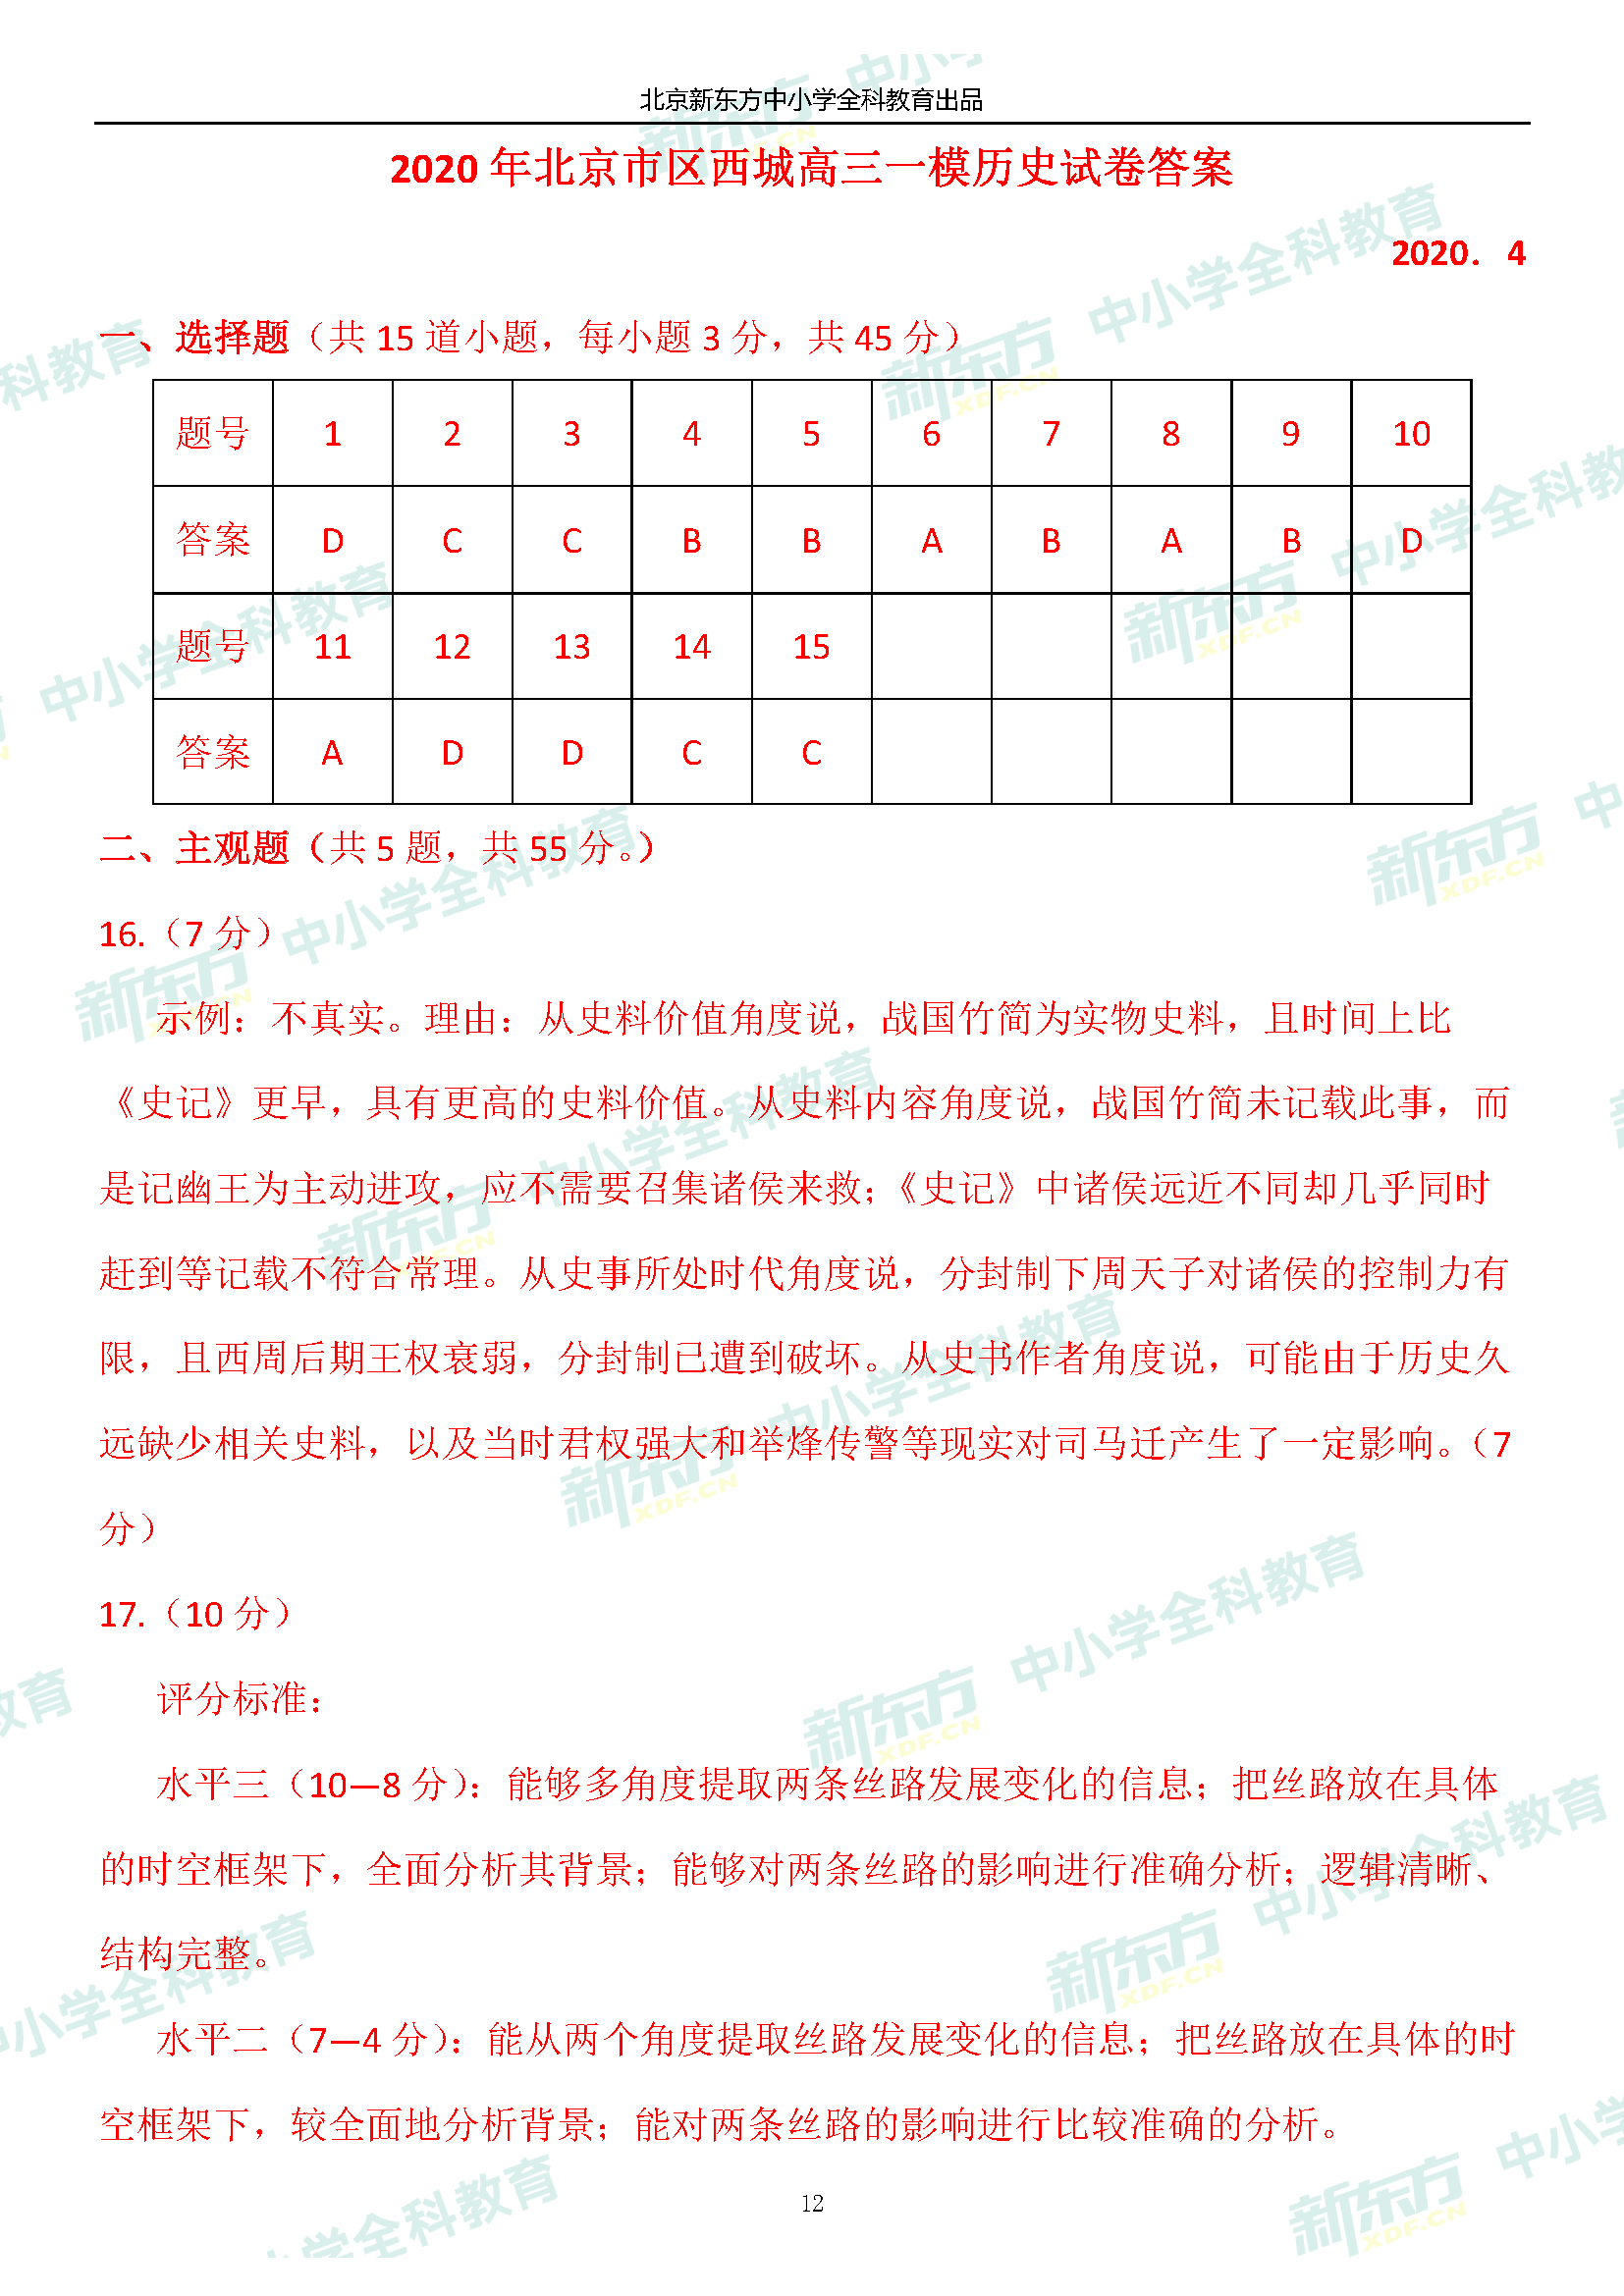 北京新东方中小学全科教育出品
2020 年北京市区西城高三一模历史试卷答案
2020．4
一、选择题（共 15 道小题，每小题 3 分，共 45 分）
题号 1 2 3 4 5 6 7 8 9 10
答案 D C C B B A B A B D
题号 11 12 13 14 15
答案 A D D C C
二、主观题（共 5 题，共 55 分。）
16.（7 分）
示例：不真实。理由：从史料价值角度说，战国竹简为实物史料，且时间上比
《史记》更早，具有更高的史料价值。从史料内容角度说，战国竹简未记载此事，而
是记幽王为主动进攻，应不需要召集诸侯来救；《史记》中诸侯远近不同却几乎同时
赶到等记载不符合常理。从史事所处时代角度说，分封制下周天子对诸侯的控制力有
限，且西周后期王权衰弱，分封制已遭到破坏。从史书作者角度说，可能由于历史久
远缺少相关史料，以及当时君权强大和举烽传警等现实对司马迁产生了一定影响。（7
分）
17.（10 分）
评分标准：
水平三（10—8 分）：能够多角度提取两条丝路发展变化的信息；把丝路放在具体
的时空框架下，全面分析其背景；能够对两条丝路的影响进行准确分析；逻辑清晰、
结构完整。
水平二（7—4 分）：能从两个角度提取丝路发展变化的信息；把丝路放在具体的时
空框架下，较全面地分析背景；能对两条丝路的影响进行比较准确的分析。
12
新东方 XDF.CN 中小学全科教育